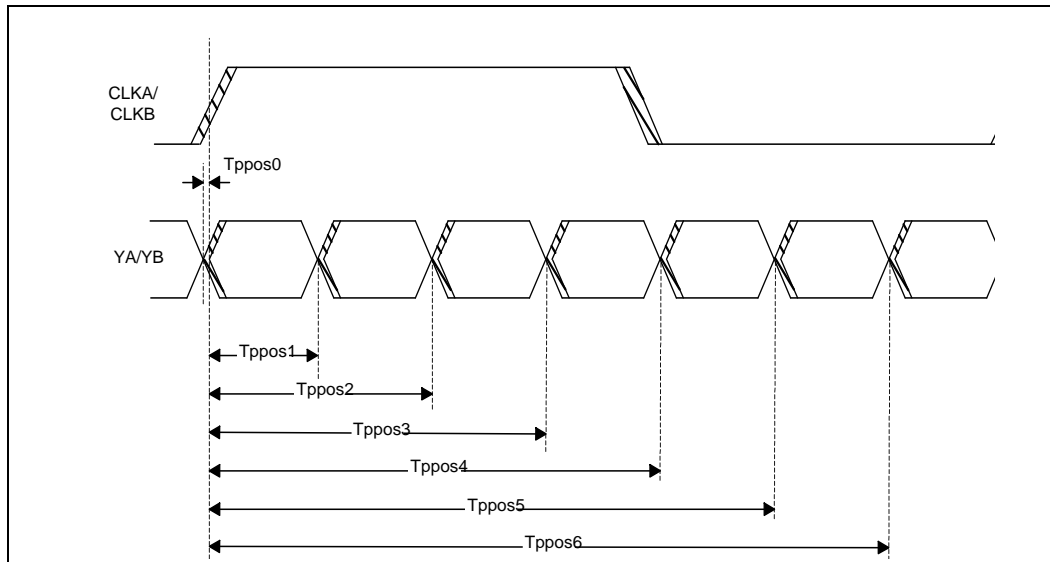 CLKA/
CLKB
Tppos0
YA/YB
Tppos1
Tppos2
Tppos3
Tppos4
Tppos5
Tppos6